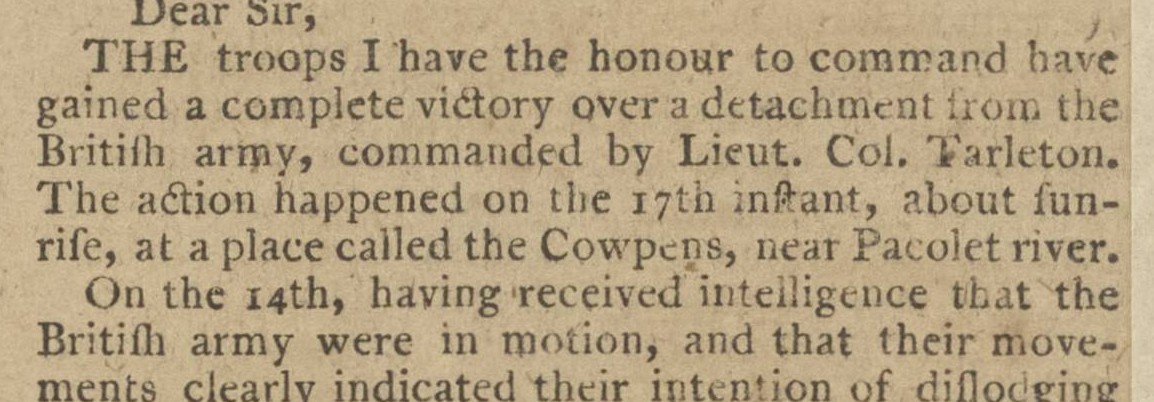 Dear Sir,
THE troops I have the honour to command have
gained a complete victory over a detachment from the
Britiſh army, commanded by Lieut. Col. Tarleton.
The action happened on the 17th inſtant, about ſun-
riſe, at a place called the Cowpens, near Pacolet river.
On the 14th, having received intelligence that the
Britiſh army were in motion, and that their move-
ments clearly indicated their intention of diſlodging